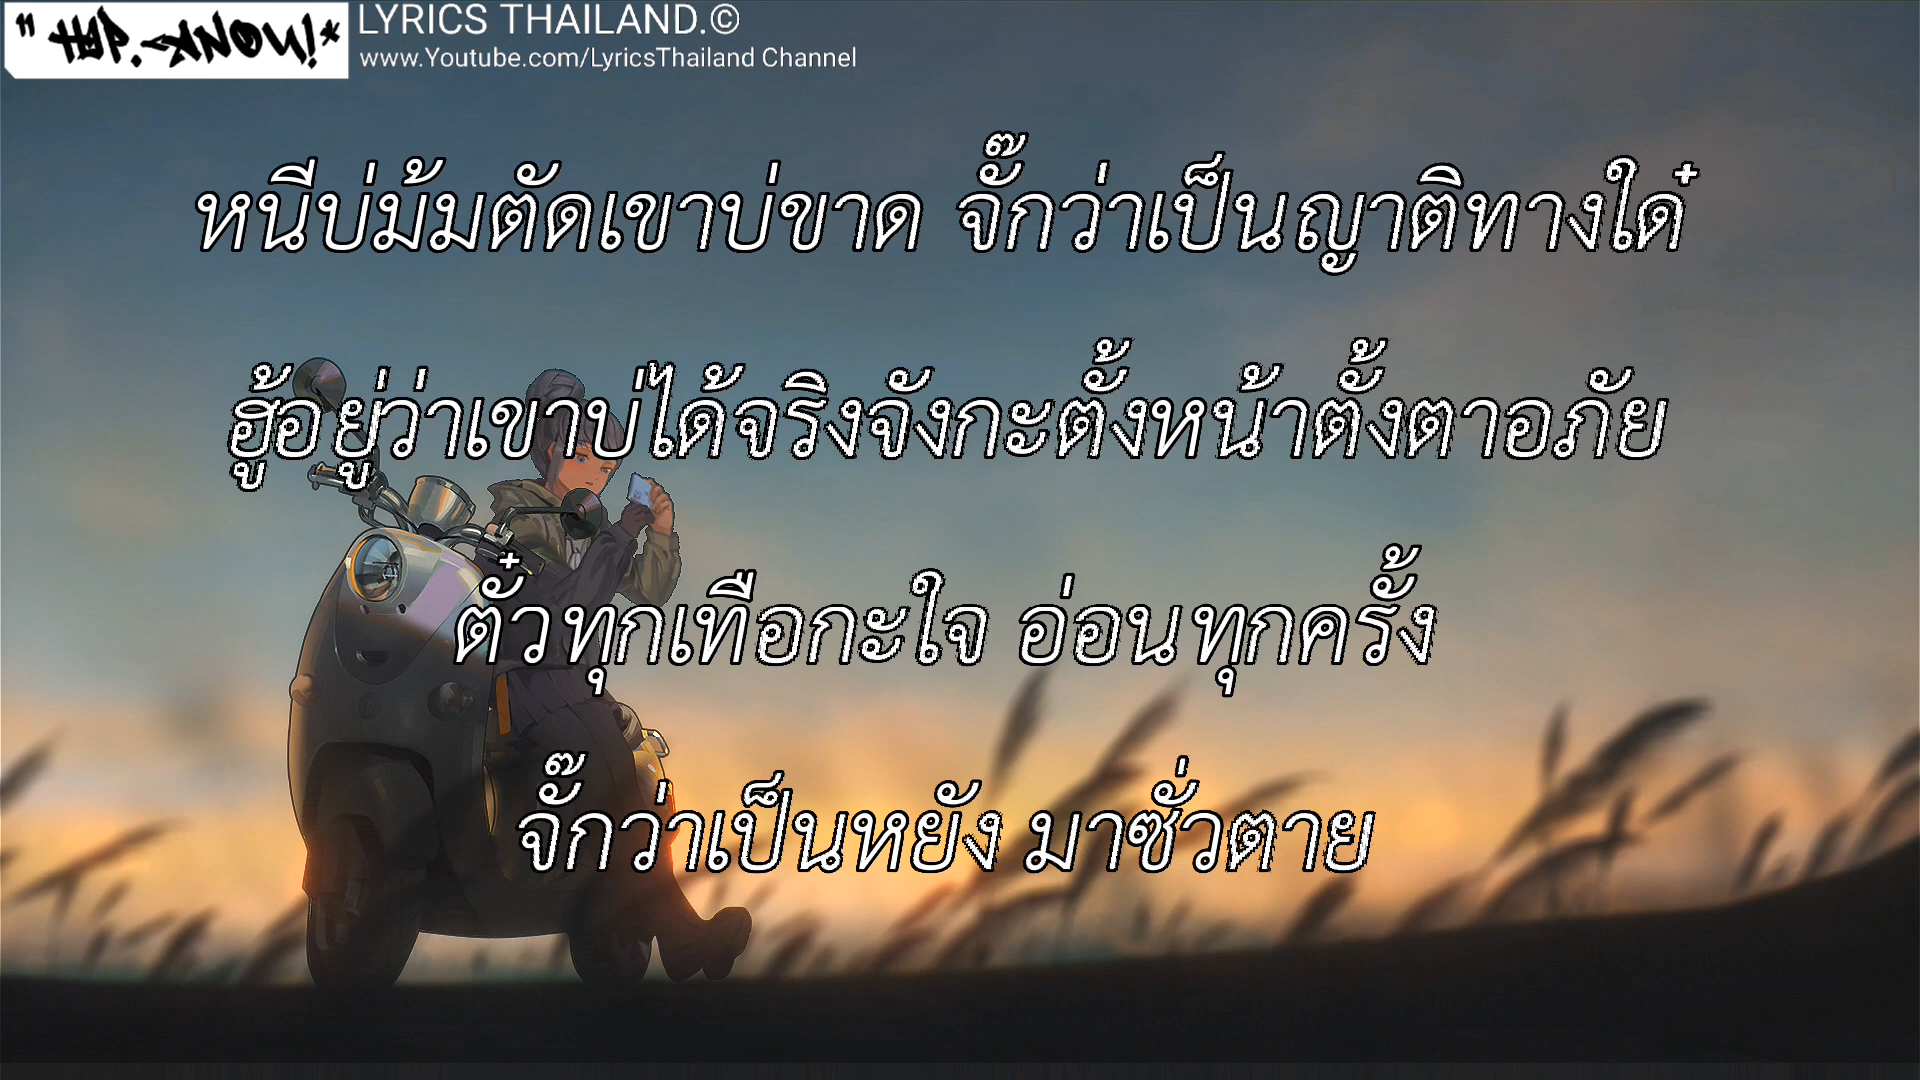 " HYP.-KNOW!*
LYRICS THAILAND.©
www.Youtube.com/LyricsThailand Channel
หนีบ่ม้มตัดเขาบ่ขาด จั๊กว่าเป็นญาติทางใด๋
ฮู้อยู่ว่าเขาบ่ได้จริงจังกะตั้งหน้าตั้งตาอภัย
ตั๋วทุกเทือกะใจ อ่อนทุกครั้ง
จั๊กว่าเป็นหยัง มาซั่วตาย